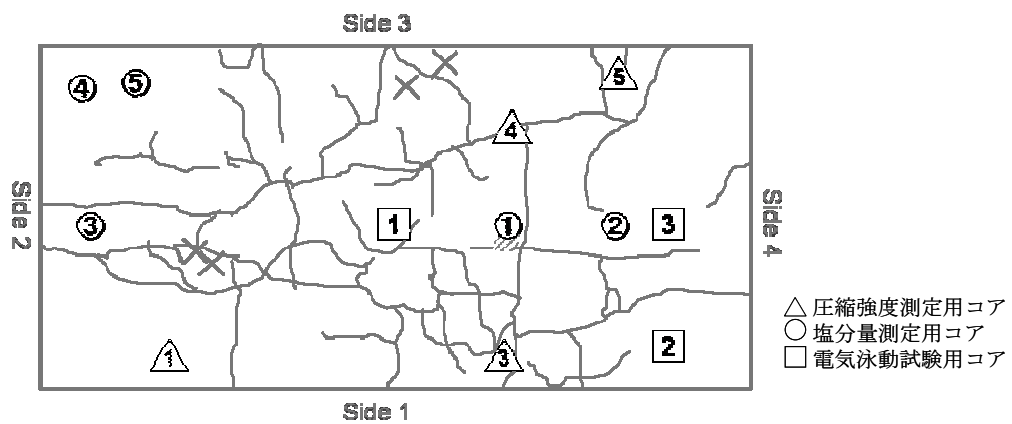 Side 3
④ ⑤ 5
4
Side 2
③ 1 ① ② 3
Side 4
1 3 2
Side 1
△ 圧縮強度測定用コア
○ 塩分量測定用コア
□ 電気泳動試験用コア